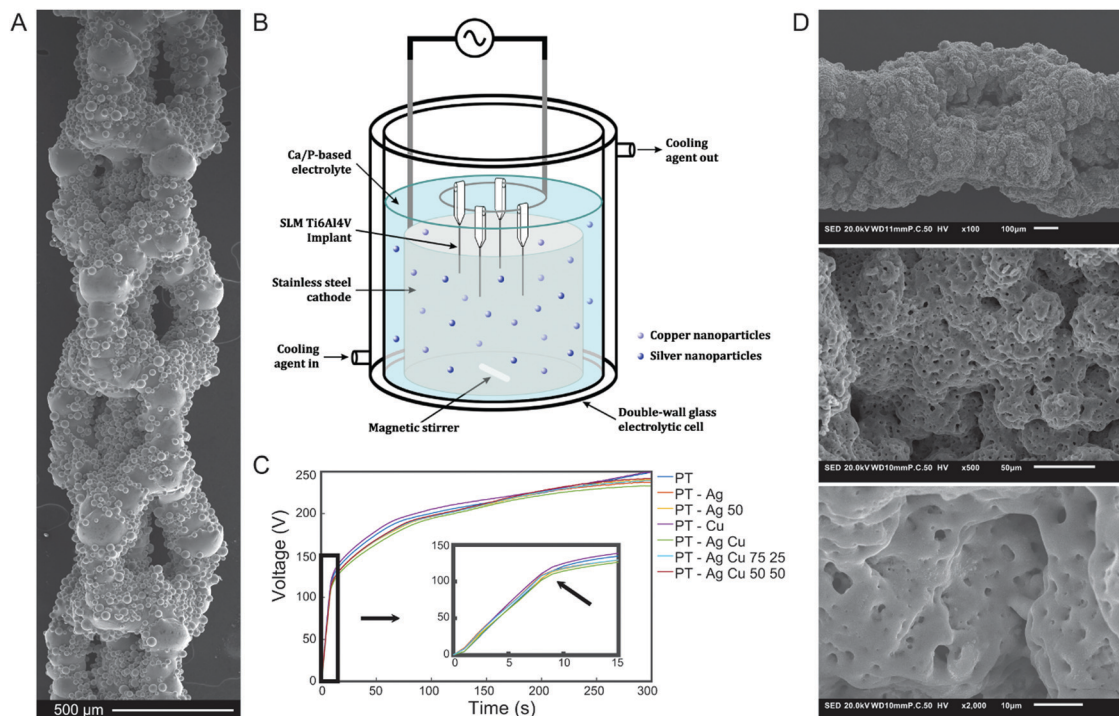 A
500 µm
B
Ca/P-based
electrolyte
SLM Ti6Al4V
Implant
Stainless steel
cathode
Cooling
agent in
Magnetic stirrer
Cooling
agent out
Copper nanoparticles
Silver nanoparticles
Double-wall glass
electrolytic cell
C
Voltage (V)
250
200
150
100
50
0
0 50 100 150 200 250 300
Time (s)
150
100
50
0
0 5 10 15
PT
PT - Ag
PT - Ag 50
PT - Cu
PT - Ag Cu
PT - Ag Cu 75 25
PT - Ag Cu 50 50
D
SED 20.0kV WD11mmP.C.50 HV x100 100µm
SED 20.0kV WD10mmP.C.50 HV x500 50µm
SED 20.0kV WD10mmP.C.50 HV x2,000 10µm